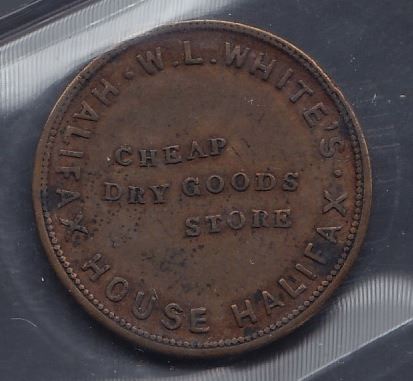 W.L.WHITE'S.
HALIFAX HOUSE HALIFAX.
CHEAP
DRY GOODS
STORE